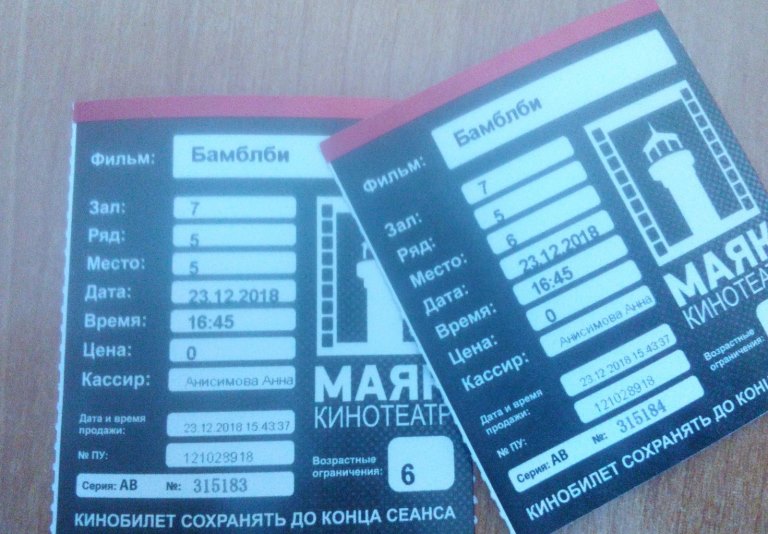 Фильм: Бамблби
Зал: 7
Ряд: 5
Место: 5
Дата: 23.12.2018
Время: 16:45
Цена: 0
Кассир: Анисимова Анна
Дата и время продажи: 23.12.2018 15:43:37
№ ПУ: 121028918
Серия: АВ №: 315183
МАЯК
КИНОТЕАТР
Возрастные
ограничения: 6
КИНОБИЛЕТ СОХРАНЯТЬ ДО КОНЦА СЕАНСА
Фильм: Бамблби
Зал: 7
Ряд: 5
Место: 6
Дата: 23.12.2018
Время: 16:45
Цена: 0
Кассир: Анисимова Анна
Дата и время продажи: 23.12.2018 15:43:37
№ ПУ: 121028918
Серия: АВ №: 315184
МАЯК
КИНОТЕА
Возрастные
ограничения:
КИНОБИЛЕТ СОХРАНЯТЬ ДО КОНЦ